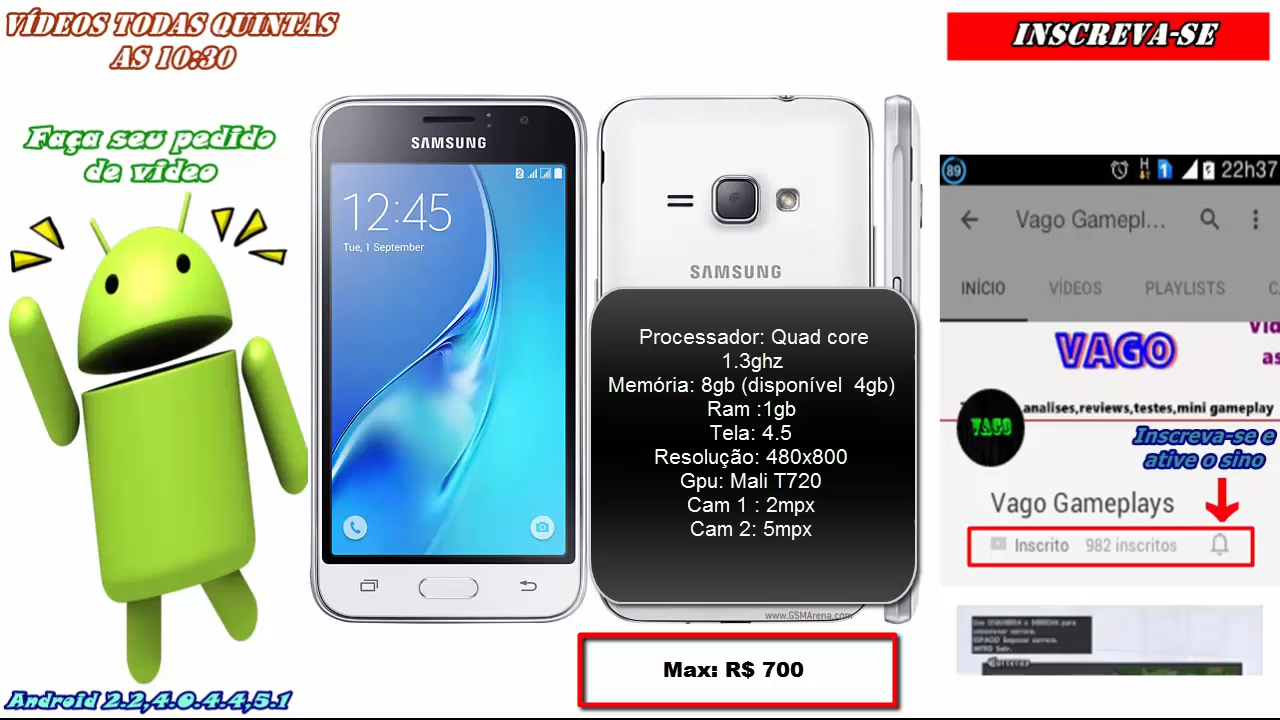 VÍDEOS TODAS QUINTAS
AS 10:30
INSCREVA-SE
Faça seu pedido
de vídeo
SAMSUNG
2
12:45
Tue, 1 September
SAMSUNG
Processador: Quad core
1.3ghz
Memória: 8gb (disponível 4gb)
Ram :1gb
Tela: 4.5
Resolução: 480x800
Gpu: Mali T720
Cam 1 : 2mpx
Cam 2: 5mpx
www.GSMArena.com
Max: R$ 700
Android 2.2,4.0.4.4,5.1
89
H
1
22h37
Vago Gamepl...
INÍCIO
VÍDEOS
PLAYLISTS
VAGO
as
analises,reviews,testes,mini gameplay
VAGO
Inscreva-se e
ative o sino
Vago Gameplays
Inscrito 982 inscritos